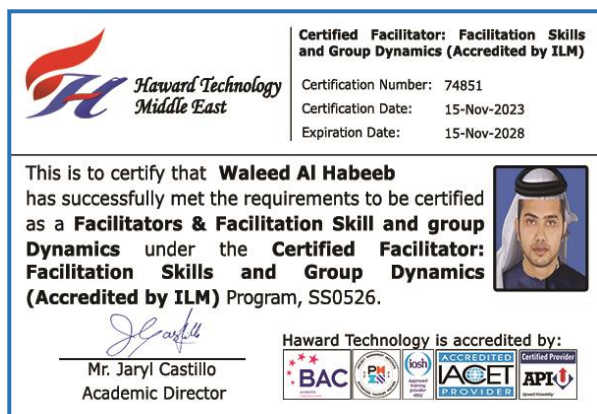 Haward Technology
Middle East
Certified Facilitator: Facilitation Skills
and Group Dynamics (Accredited by ILM)
Certification Number: 74851
Certification Date: 15-Nov-2023
Expiration Date: 15-Nov-2028
This is to certify that Waleed Al Habeeb
has successfully met the requirements to be certified
as a Facilitators & Facilitation Skill and group
Dynamics under the Certified Facilitator:
Facilitation Skills and Group Dynamics
(Accredited by ILM) Program, SS0526.
Mr. Jaryl Castillo
Academic Director
Haward Technology is accredited by:
BAC
PM
iosh
Approved
training
provider
ACCREDITED
IACET
PROVIDER
Certified Provider
API U